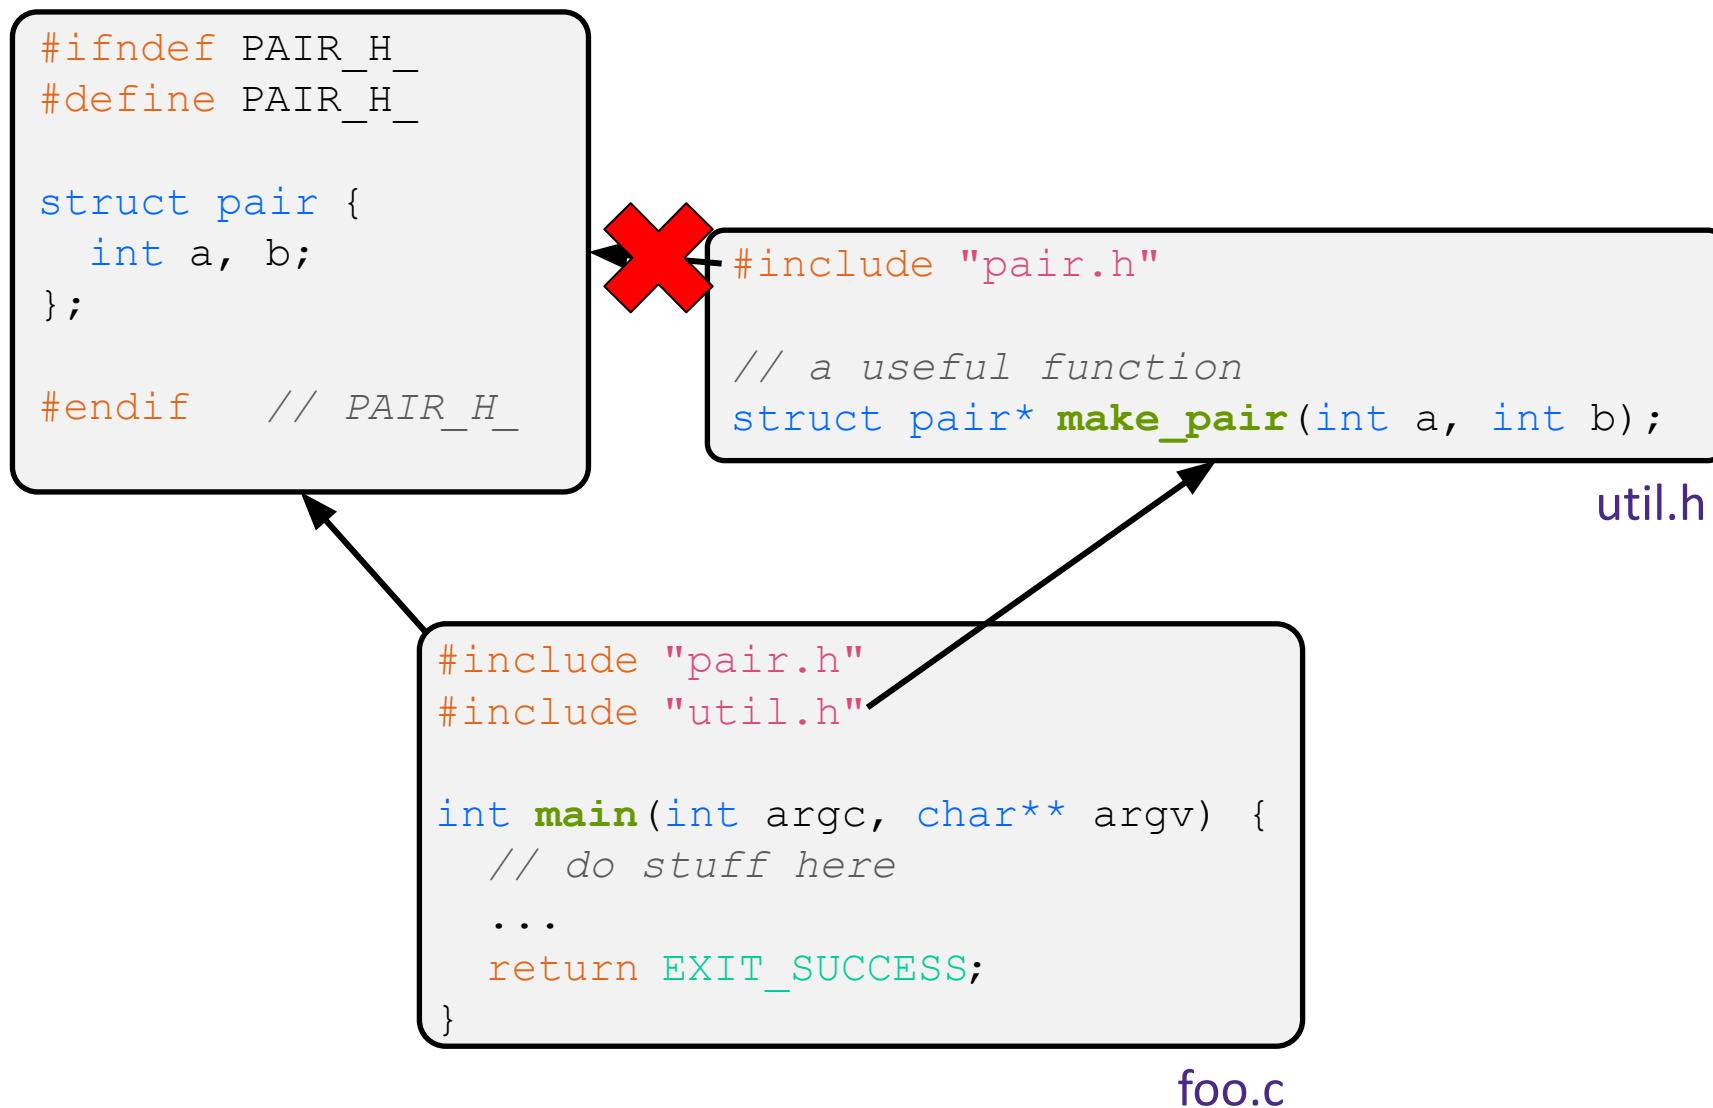 #ifndef PAIR_H_
#define PAIR_H_
struct pair {
  int a, b;
};
#endif   // PAIR_H_
#include "pair.h"
// a useful function
struct pair* make_pair(int a, int b);
util.h
#include "pair.h"
#include "util.h"
int main(int argc, char** argv) {
  // do stuff here
  ...
  return EXIT_SUCCESS;
}
foo.c